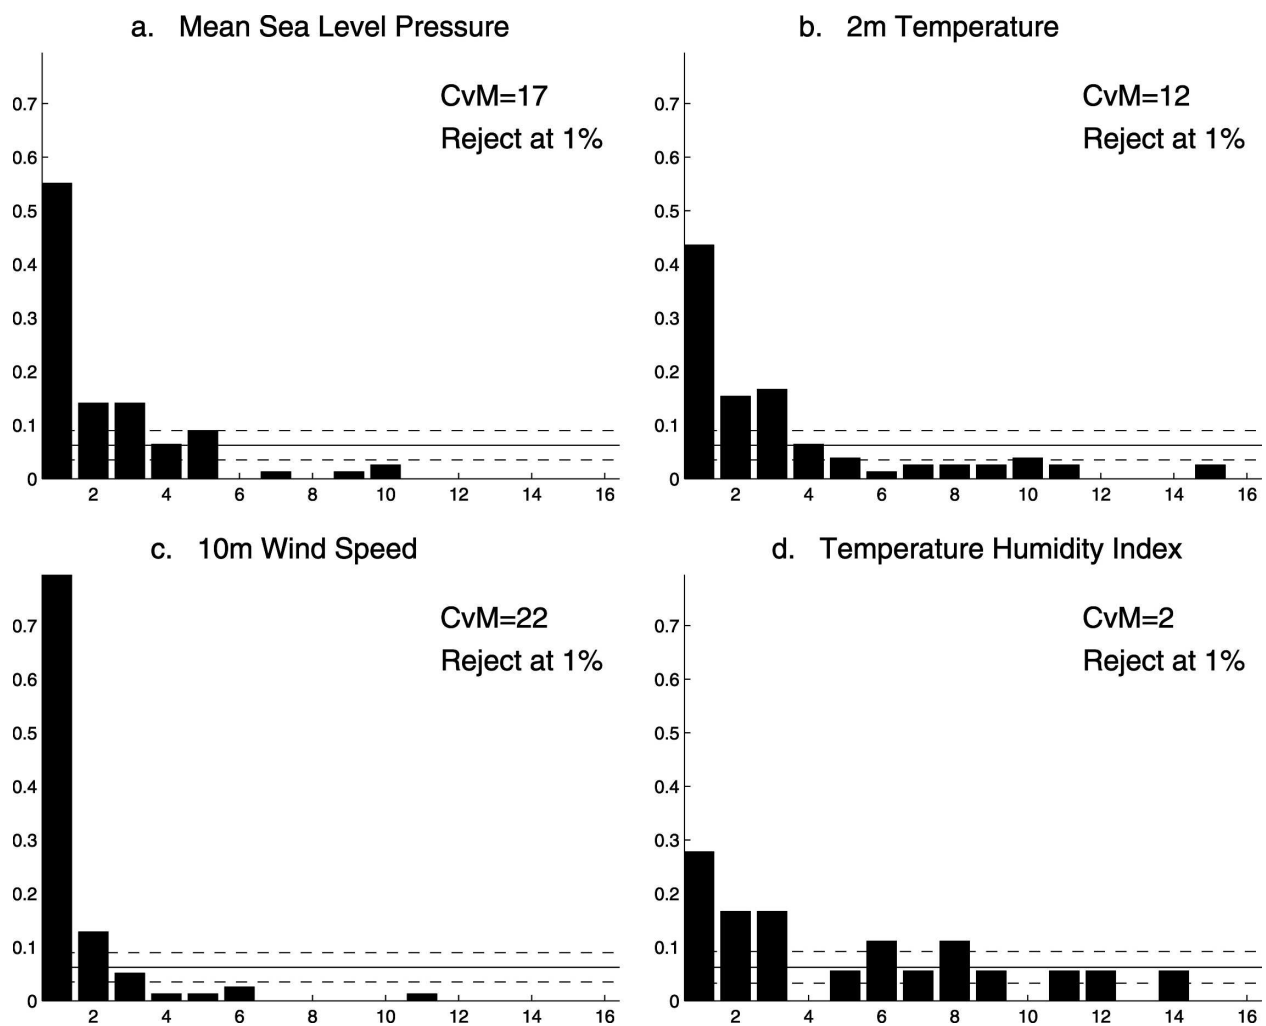 a. Mean Sea Level Pressure
CvM=17
Reject at 1%
0.7
0.6
0.5
0.4
0.3
0.2
0.1
0
2 4 6 8 10 12 14 16
b. 2m Temperature
CvM=12
Reject at 1%
0.7
0.6
0.5
0.4
0.3
0.2
0.1
0
2 4 6 8 10 12 14 16
c. 10m Wind Speed
CvM=22
Reject at 1%
0.7
0.6
0.5
0.4
0.3
0.2
0.1
0
2 4 6 8 10 12 14 16
d. Temperature Humidity Index
CvM=2
Reject at 1%
0.7
0.6
0.5
0.4
0.3
0.2
0.1
0
2 4 6 8 10 12 14 16